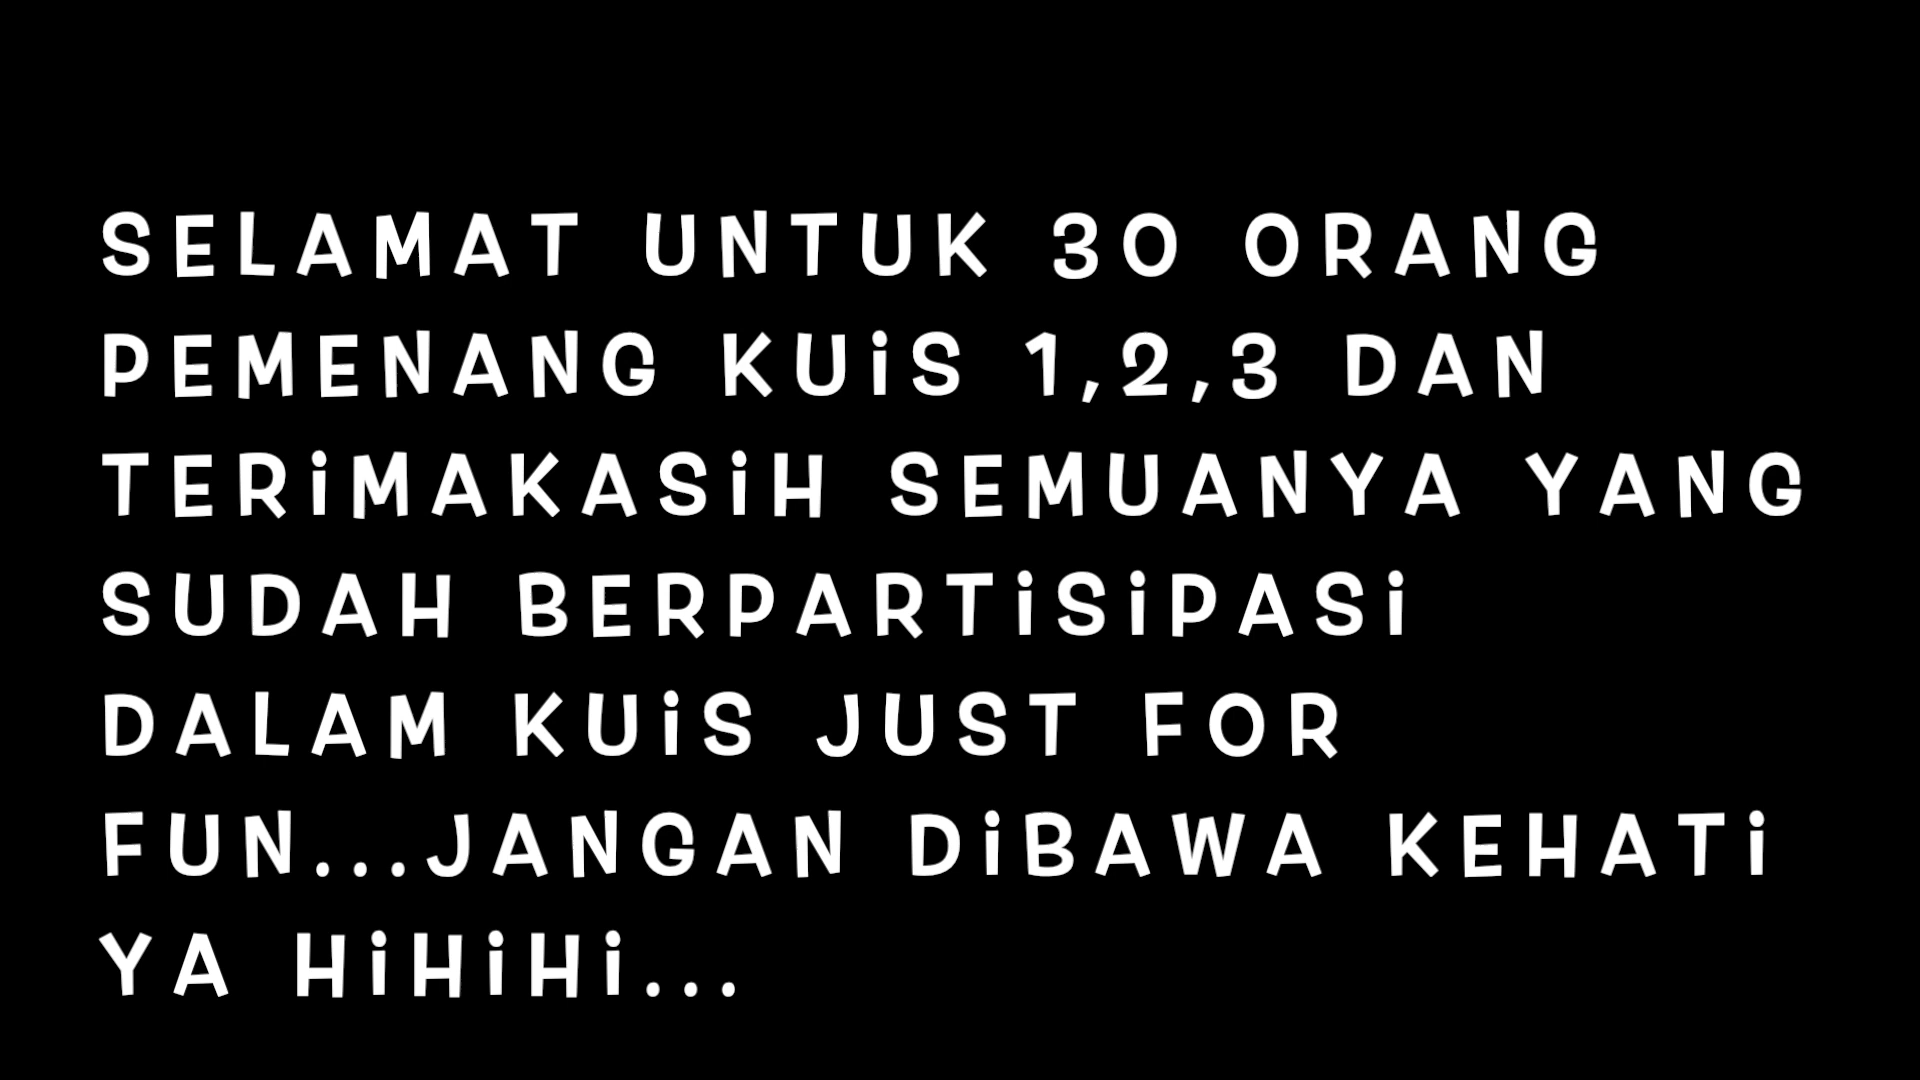 SELAMAT UNTUK 30 ORANG
PEMENANG KUiS 1,2,3 DAN
TERiMAKASiH SEMUANYA YANG
SUDAH BERPARTiSiPASi
DALAM KUiS JUST FOR
FUN...JANGAN DiBAWA KEHATi
YA HiHiHi...